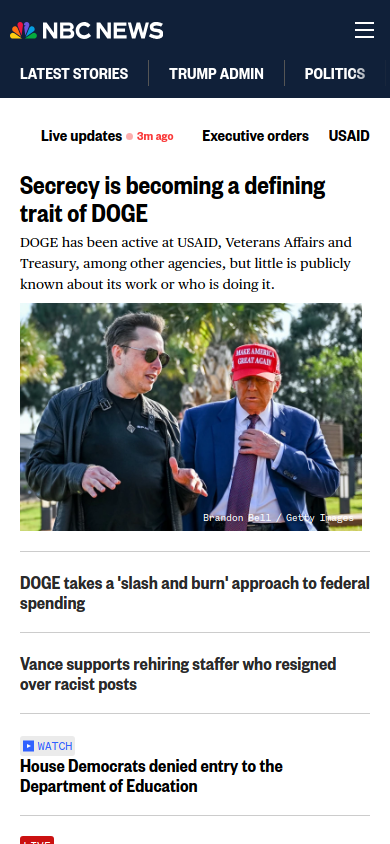 NBC NEWS
LATEST STORIES
TRUMP ADMIN
POLITICS
Live updates 3m ago
Executive orders
USAID
Secrecy is becoming a defining
trait of DOGE
DOGE has been active at USAID, Veterans Affairs and
Treasury, among other agencies, but little is publicly
known about its work or who is doing it.
MAKE AMERICA
GREAT AGAIN
Brandon Bell / Getty Images
DOGE takes a 'slash and burn' approach to federal
spending
Vance supports rehiring staffer who resigned
over racist posts
WATCH
House Democrats denied entry to the
Department of Education
LIVE